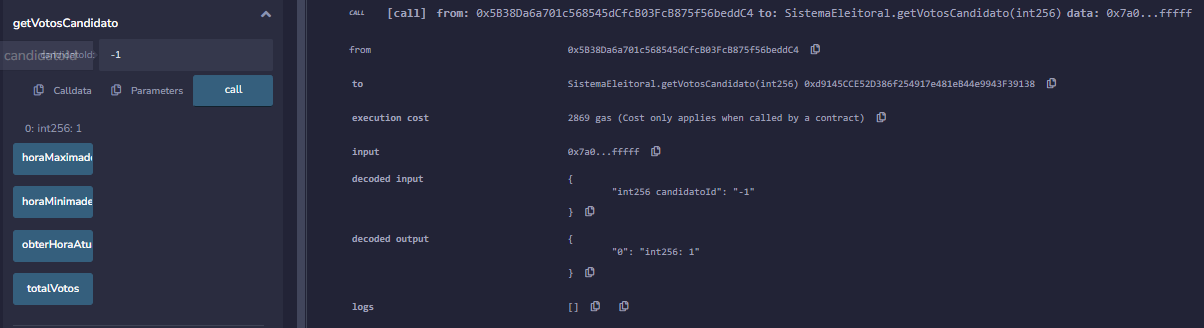 getVotosCandidato
candidatoId
-1
Calldata
Parameters
call
0: int256: 1
horaMaximade
horaMinimade
obterHoraAtu
totalVotos
CALL [call] from: 0x5B38Da6a701c568545dCfcB03FcB875f56beddC4 to: SistemaEleitoral.getVotosCandidato(int256) data: 0x7a0...fffff
from 0x5B38Da6a701c568545dCfcB03FcB875f56beddC4
to SistemaEleitoral.getVotosCandidato(int256) 0xd9145CCE52D386f254917e481eB44e9943F39138
execution cost 2869 gas (Cost only applies when called by a contract)
input 0x7a0...fffff
decoded input {
"int256 candidatoId": "-1"
}
decoded output {
"0": "int256: 1"
}
logs []